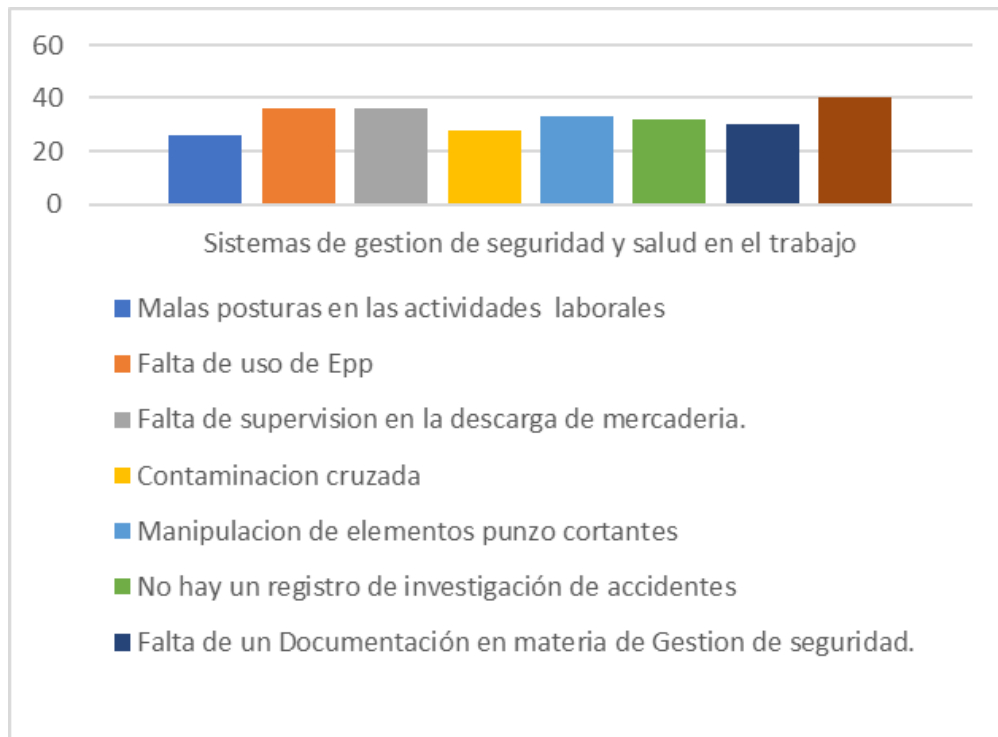 60
40
20
0
Sistemas de gestion de seguridad y salud en el trabajo
Malas posturas en las actividades  laborales
Falta de uso de Epp
Falta de supervision en la descarga de mercaderia.
Contaminacion cruzada
Manipulacion de elementos punzo cortantes
No hay un registro de investigación de accidentes
Falta de un Documentación en materia de Gestion de seguridad.